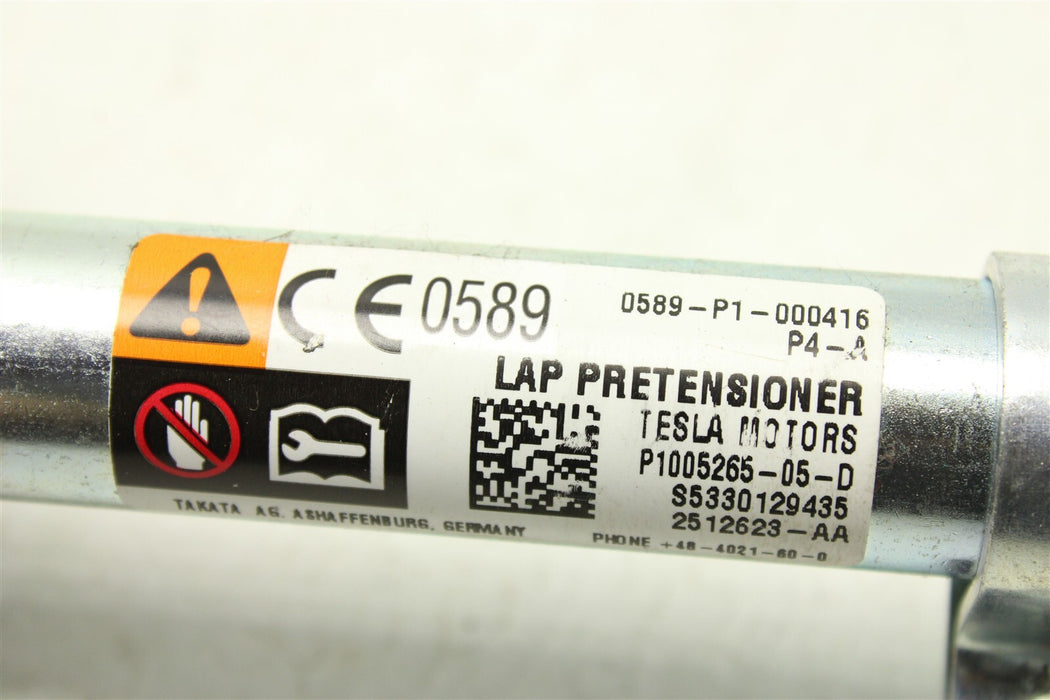 CE 0589
0589-P1-000416
P4-A
LAP PRETENSIONER
TESLA MOTORS
P1005265-05-D
S5330129435
2512623-AA
TAKATA AG. ASHAFFENBURG, GERMANY
PHONE +48-4021-60-0